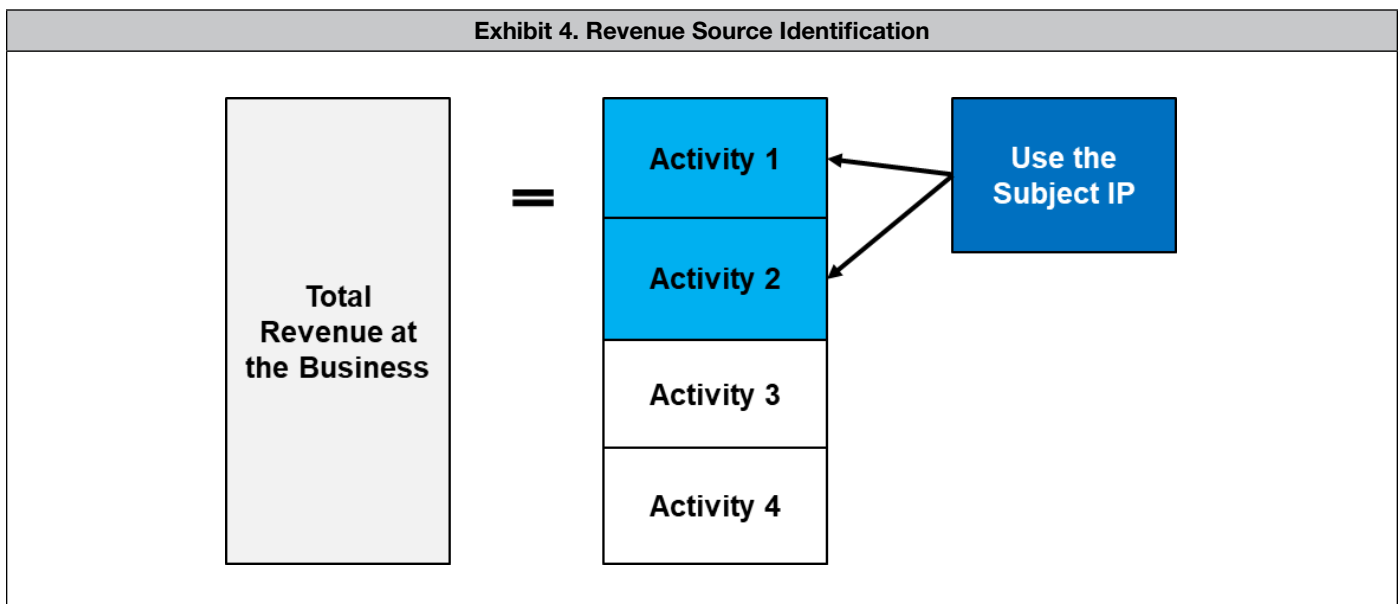 Exhibit 4. Revenue Source Identification
Total
Revenue at
the Business
=
Activity 1
Activity 2
Activity 3
Activity 4
Use the
Subject IP